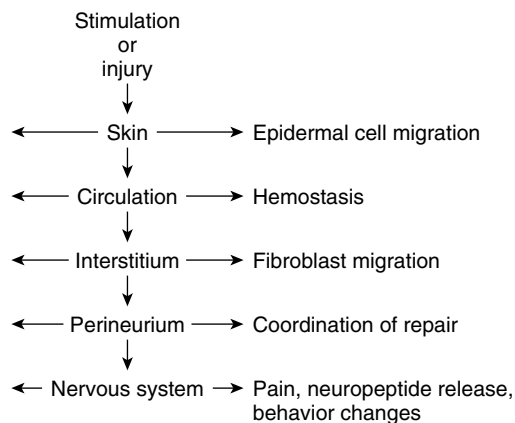 Stimulation
or
injury
Skin
Epidermal cell migration
Circulation
Hemostasis
Interstitium
Fibroblast migration
Perineurium
Coordination of repair
Nervous system
Pain, neuropeptide release,
behavior changes